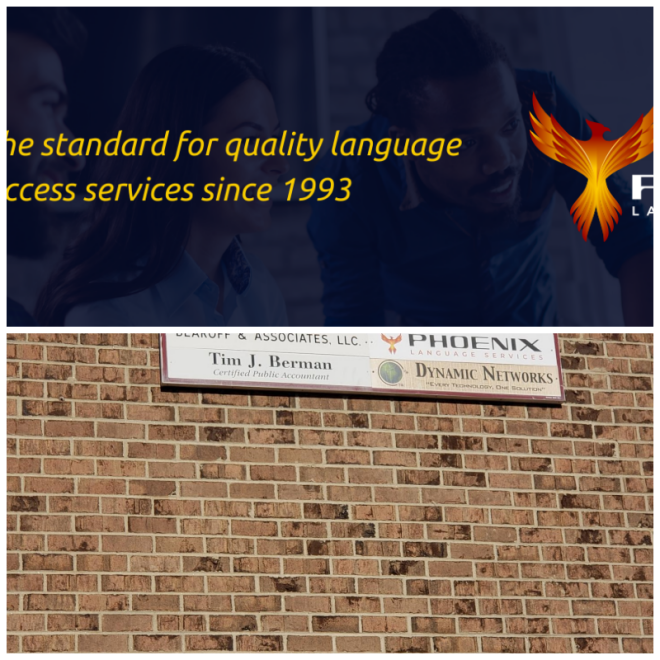 he standard for quality language
ccess services since 1993
LA
& ASSOCIATES, LLC.
PHOENIX
LANGUAGE SERVICES
Tim J. Berman
Certified Public Accountant
DYNAMIC NETWORKS
"EVERY TECHNOLOGY, ONE SOLUTION"